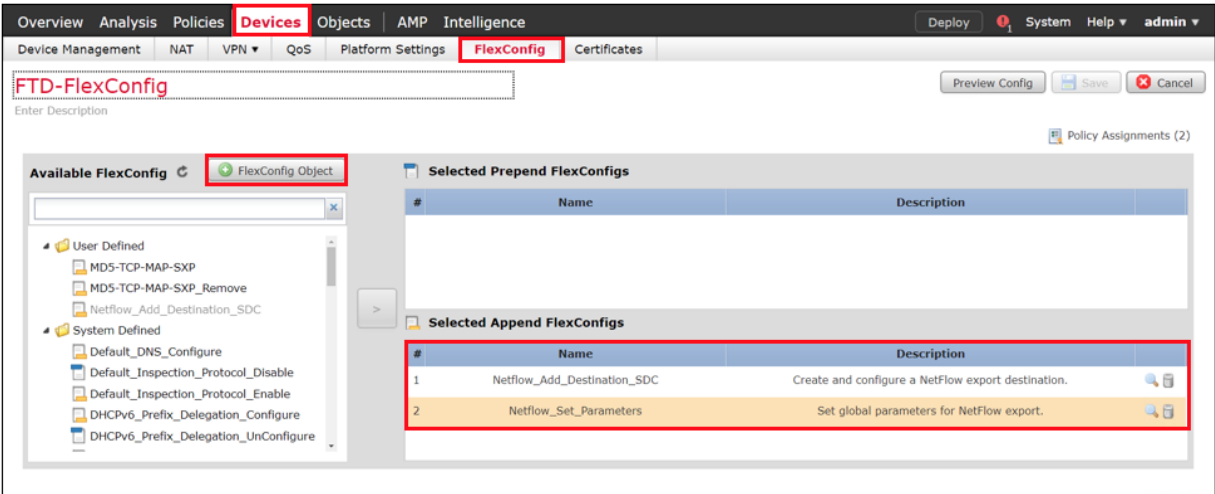 Overview Analysis Policies Devices Objects AMP Intelligence Deploy 1 System Help admin
Device Management NAT VPN QoS Platform Settings FlexConfig Certificates
FTD-FlexConfig
Preview Config Save Cancel
Enter Description
Policy Assignments (2)
Available FlexConfig FlexConfig Object
User Defined
MD5-TCP-MAP-SXP
MD5-TCP-MAP-SXP_Remove
Netflow_Add_Destination_SDC
System Defined
Default_DNS_Configure
Default_Inspection_Protocol_Disable
Default_Inspection_Protocol_Enable
DHCPv6_Prefix_Delegation_Configure
DHCPv6_Prefix_Delegation_UnConfigure
>
Selected Prepend FlexConfigs
# Name Description
Selected Append FlexConfigs
# Name Description
1 Netflow_Add_Destination_SDC Create and configure a NetFlow export destination.
2 Netflow_Set_Parameters Set global parameters for NetFlow export.